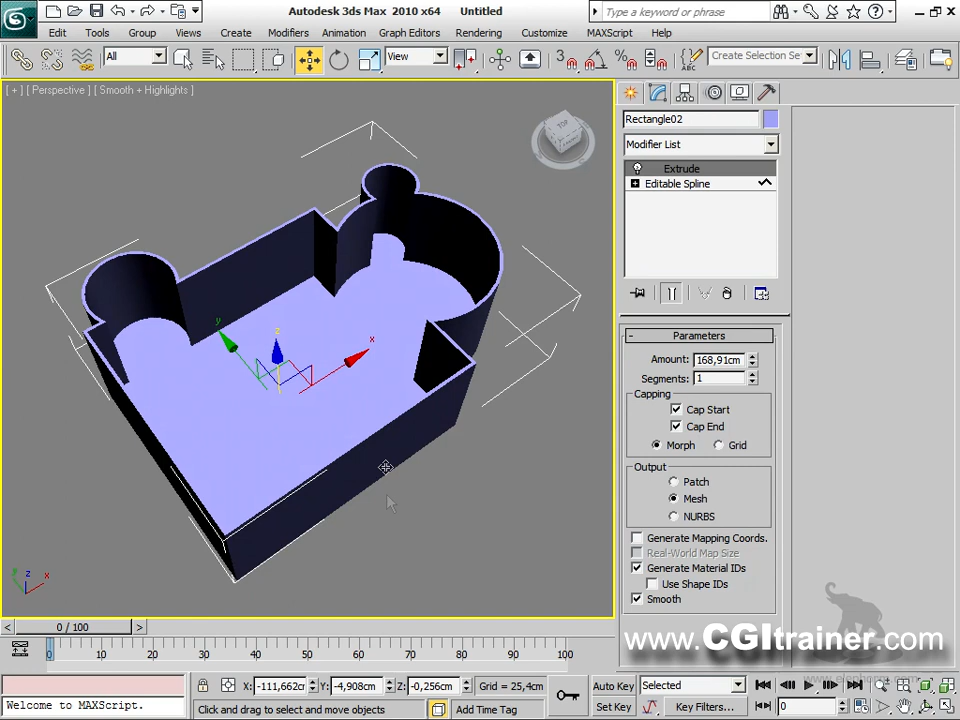 Autodesk 3ds Max 2010 x64 Untitled
Type a keyword or phrase
Edit Tools Group Views Create Modifiers Animation Graph Editors Rendering Customize MAXScript Help
All
View
3
Create Selection Se
[ + ] [ Perspective ] [ Smooth + Highlights ]
TOP
Rectangle02
Modifier List
Extrude
Editable Spline
Parameters
Amount: 168,91cm
Segments: 1
Capping
Cap Start
Cap End
Morph Grid
Output
Patch
Mesh
NURBS
Generate Mapping Coords.
Real-World Map Size
Generate Material IDs
Use Shape IDs
Smooth
x
y
z
x
y
z
www.CGItrainer.com
< 0 / 100 >
0 10 20 30 40 50 60 70 80 90 100
X: -111,662cm Y: -4,908cm Z: -0,256cm Grid = 25,4cm
Auto Key Selected
Welcome to MAXScript.
Click and drag to select and move objects
Add Time Tag
Set Key Key Filters...
0